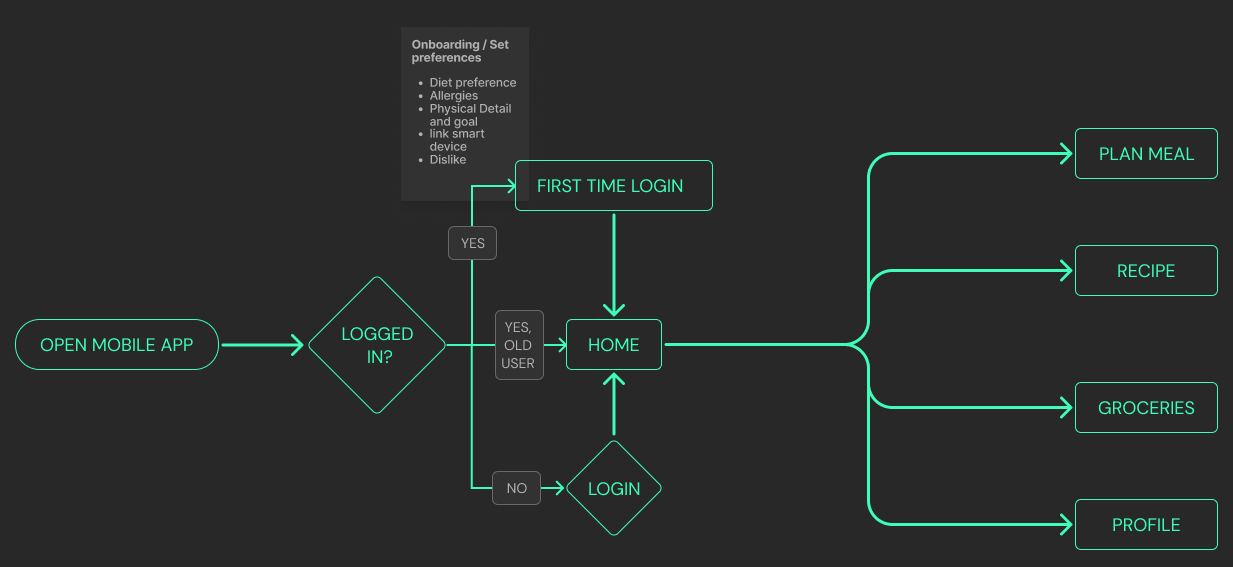 Onboarding / Set
preferences
• Diet preference
• Allergies
• Physical Detail
and goal
• link smart
device
• Dislike
FIRST TIME LOGIN
YES
OPEN MOBILE APP
LOGGED
IN?
YES,
OLD
USER
HOME
NO
LOGIN
PLAN MEAL
RECIPE
GROCERIES
PROFILE